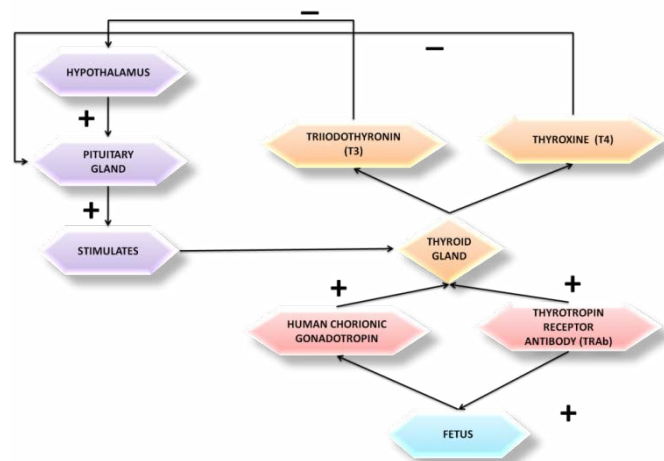 −
−
HYPOTHALAMUS
+
TRIIODOTHYRONIN
(T3)
THYROXINE (T4)
PITUITARY
GLAND
+
STIMULATES
THYROID
GLAND
+
+
HUMAN CHORIONIC
GONADOTROPIN
THYROTROPIN
RECEPTOR
ANTIBODY (TRAb)
+
FETUS